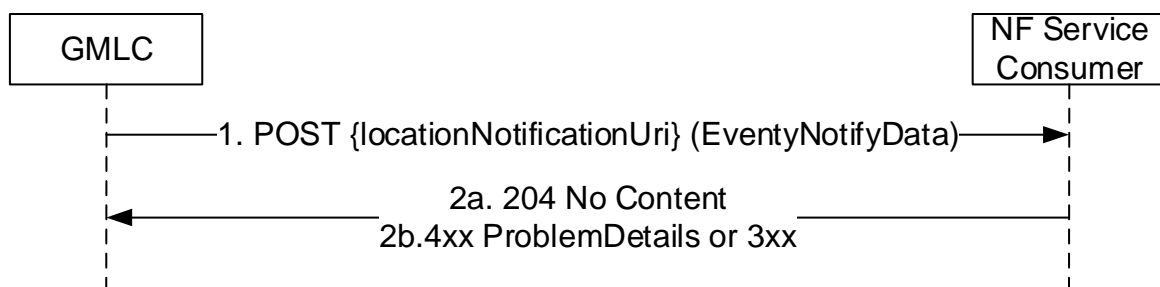 GMLC
NF Service
Consumer
1. POST {locationNotificationUri} (EventyNotifyData)
2a. 204 No Content
2b.4xx ProblemDetails or 3xx